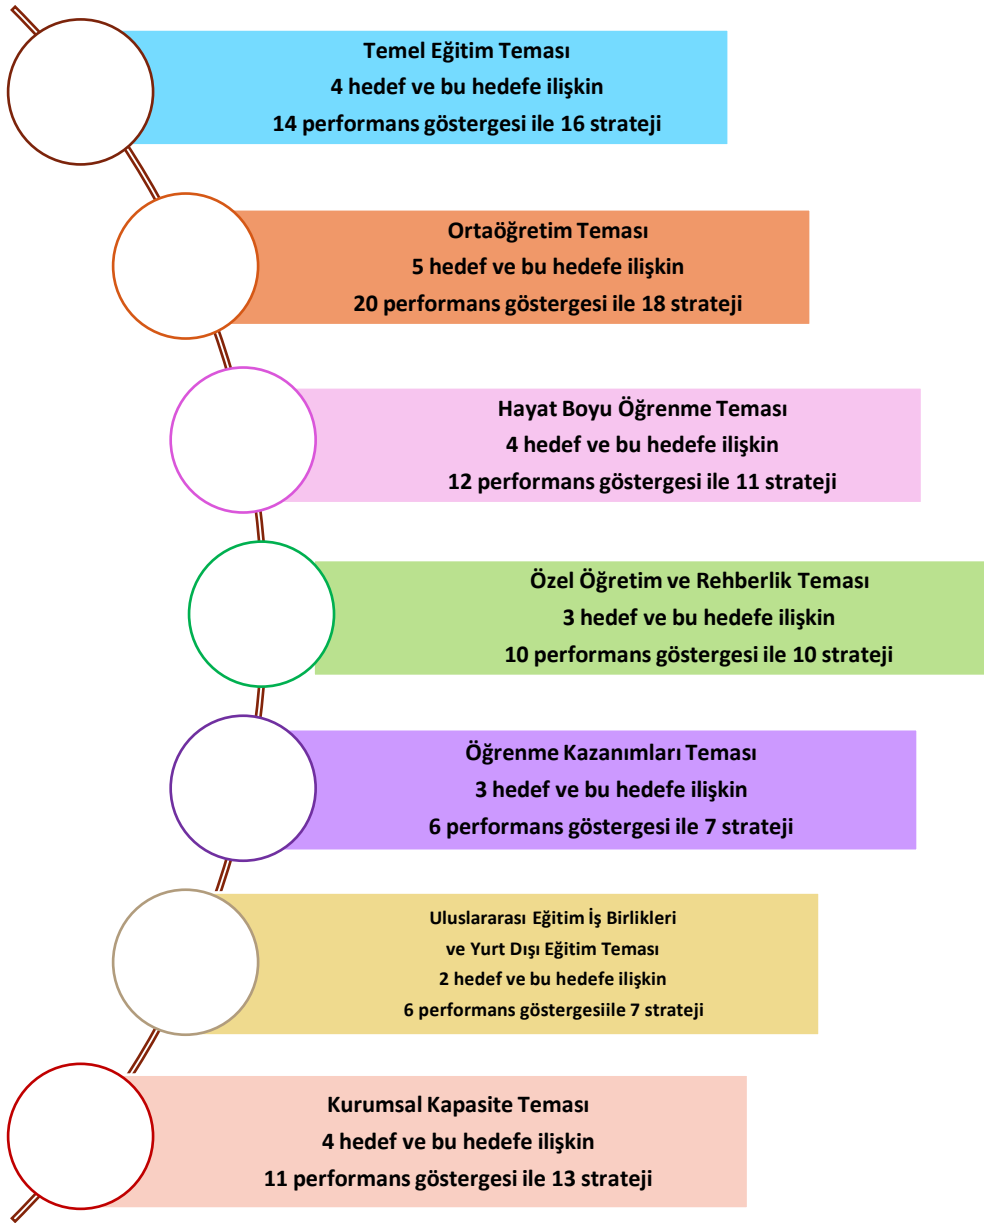 Temel Eğitim Teması
4 hedef ve bu hedefe ilişkin
14 performans göstergesi ile 16 strateji
Ortaöğretim Teması
5 hedef ve bu hedefe ilişkin
20 performans göstergesi ile 18 strateji
Hayat Boyu Öğrenme Teması
4 hedef ve bu hedefe ilişkin
12 performans göstergesi ile 11 strateji
Özel Öğretim ve Rehberlik Teması
3 hedef ve bu hedefe ilişkin
10 performans göstergesi ile 10 strateji
Öğrenme Kazanımları Teması
3 hedef ve bu hedefe ilişkin
6 performans göstergesi ile 7 strateji
Uluslararası Eğitim İş Birlikleri
ve Yurt Dışı Eğitim Teması
2 hedef ve bu hedefe ilişkin
6 performans göstergesiile 7 strateji
Kurumsal Kapasite Teması
4 hedef ve bu hedefe ilişkin
11 performans göstergesi ile 13 strateji